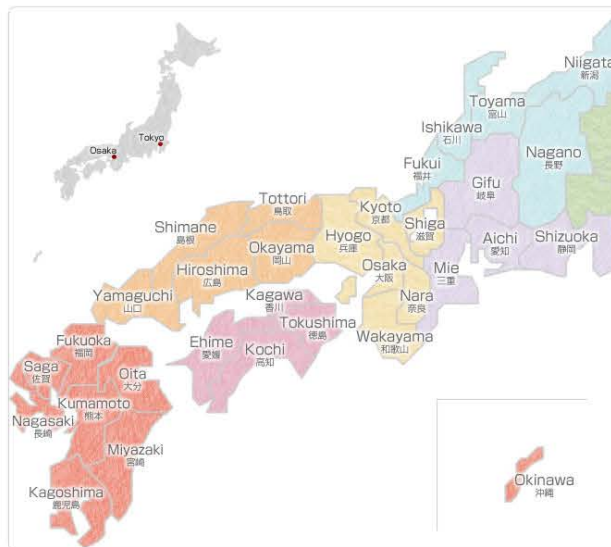 Tokyo
Osaka
Niigata
新潟
Toyama
富山
Ishikawa
石川
Nagano
長野
Fukui
福井
Gifu
岐阜
Tottori
鳥取
Kyoto
京都
Shiga
滋賀
Shimane
島根
Hyogo
兵庫
Aichi
愛知
Shizuoka
静岡
Okayama
岡山
Osaka
大阪
Mie
三重
Hiroshima
広島
Nara
奈良
Yamaguchi
山口
Kagawa
香川
Tokushima
徳島
Wakayama
和歌山
Fukuoka
福岡
Ehime
愛媛
Kochi
高知
Saga
佐賀
Oita
大分
Kumamoto
熊本
Nagasaki
長崎
Miyazaki
宮崎
Kagoshima
鹿児島
Okinawa
沖縄